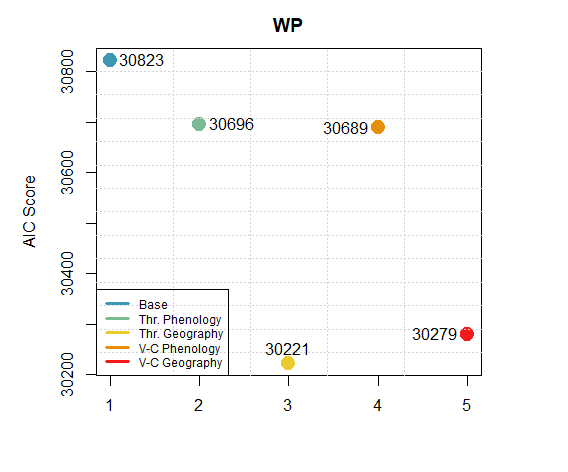 WP
30823
30696
30689
30221
30279
AIC Score
30800
30600
30400
30200
Base
Thr. Phenology
Thr. Geography
V-C Phenology
V-C Geography
1 2 3 4 5